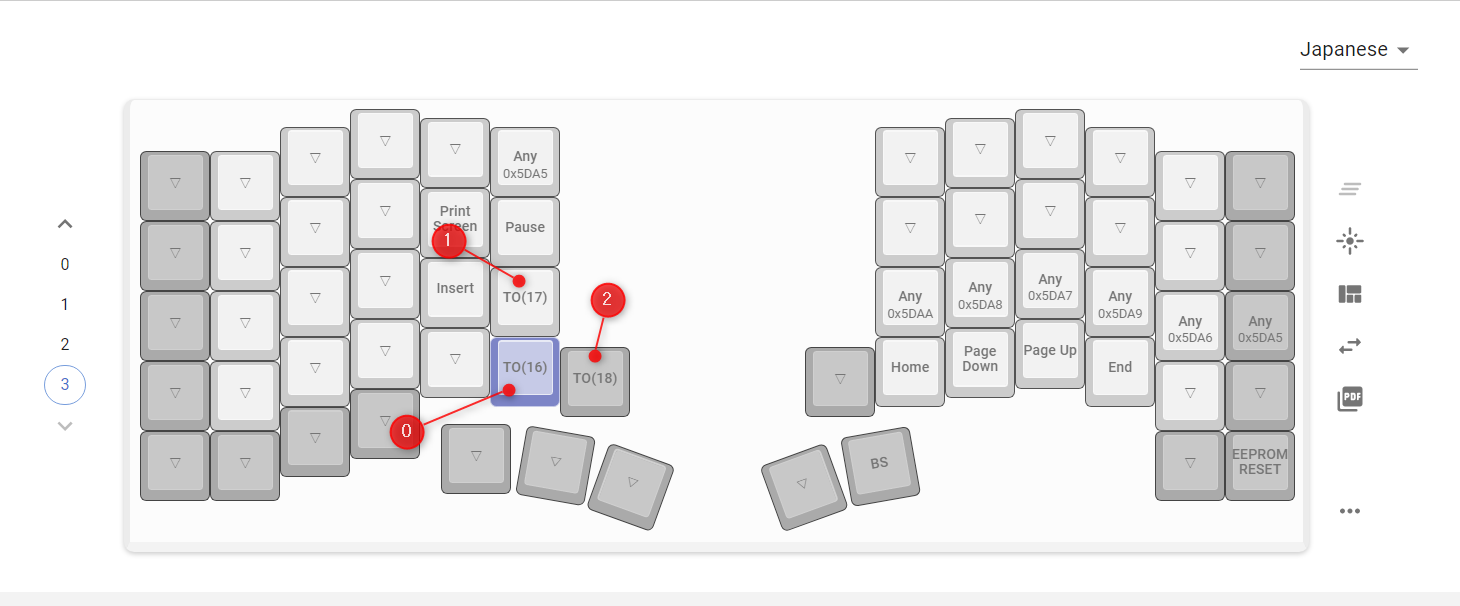 Japanese
0
1
2
3
Any
0x5DA5
Print
Screen
Pause
1
Insert
TO(17)
2
TO(16)
TO(18)
0
Any
0x5DAA
Any
0x5DA8
Any
0x5DA7
Any
0x5DA9
Any
0x5DA6
Any
0x5DA5
Home
Page
Down
Page Up
End
BS
EEPROM
RESET
PDF